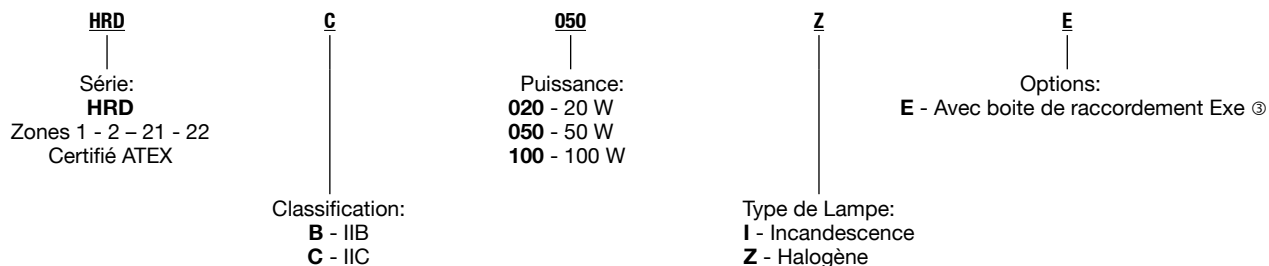 HRD C 050 Z E
Série:
HRD
Zones 1 - 2 – 21 - 22
Certifié ATEX
Classification:
B - IIB
C - IIC
Puissance:
020 - 20 W
050 - 50 W
100 - 100 W
Type de Lampe:
I - Incandescence
Z - Halogène
Options:
E - Avec boite de raccordement Exe ③